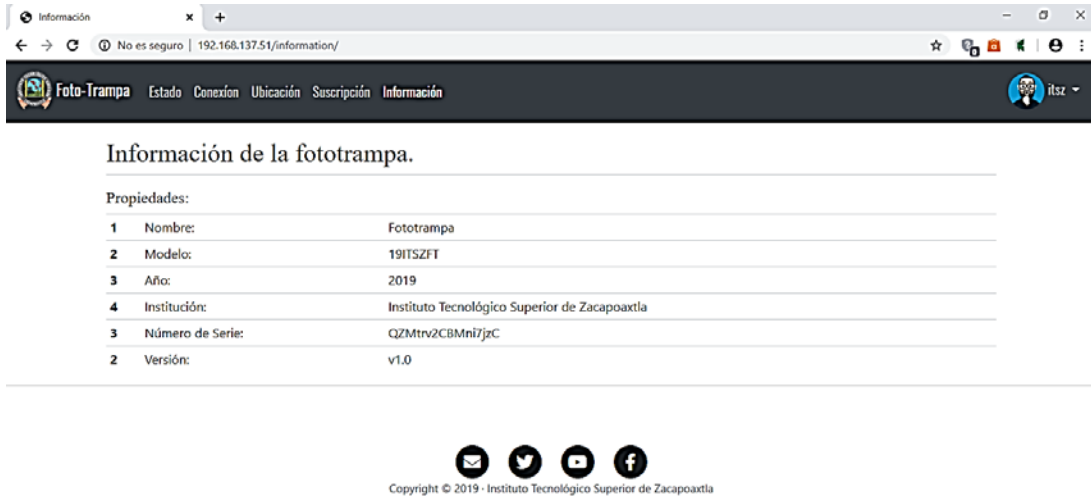 Información
No es seguro | 192.168.137.51/information/
Foto-Trampa Estado Conexíon Ubicación Suscripción Información itsz
Información de la fototrampa.
Propiedades:
1 Nombre: Fototrampa
2 Modelo: 19ITSZFT
3 Año: 2019
4 Institución: Instituto Tecnológico Superior de Zacapoaxtla
3 Número de Serie: QZMtrv2CBMni7jzC
2 Versión: v1.0
Copyright © 2019 - Instituto Tecnológico Superior de Zacapoaxtla